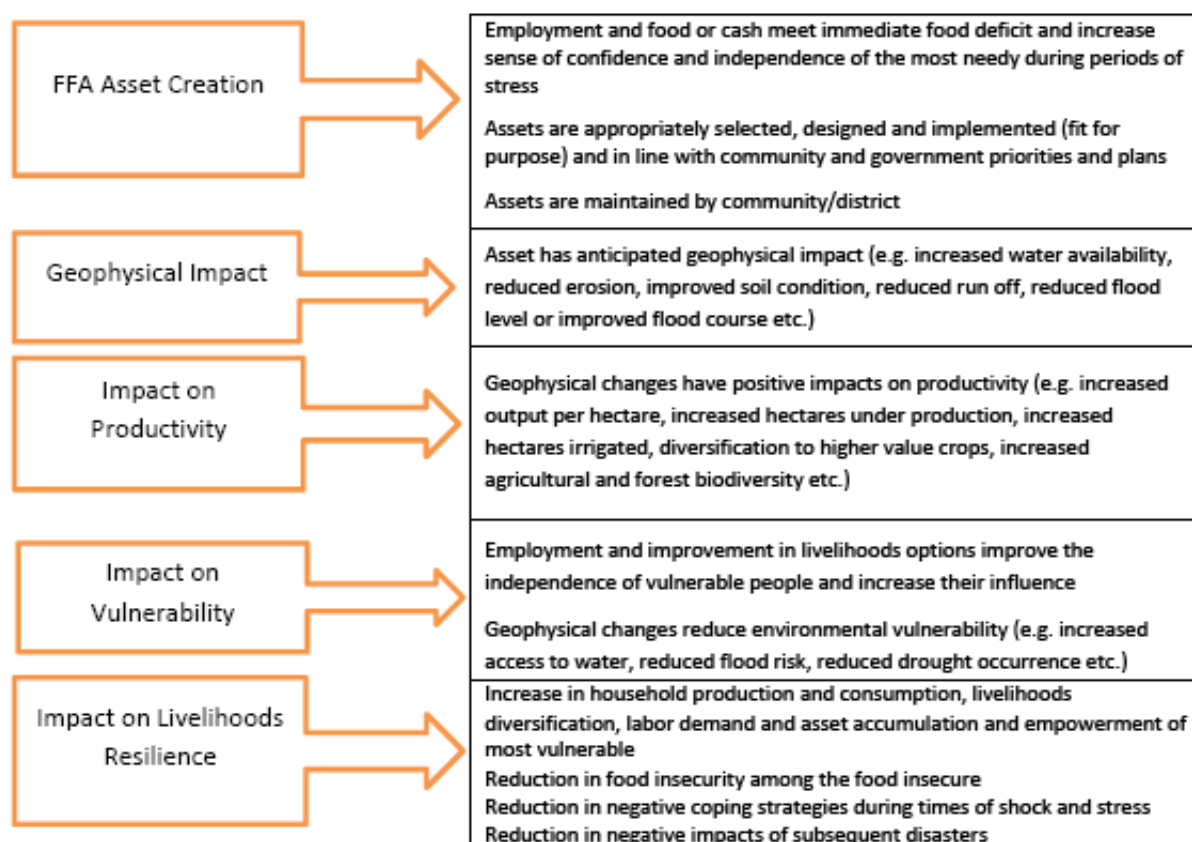 FFA Asset Creation
Employment and food or cash meet immediate food deficit and increase
sense of confidence and independence of the most needy during periods of
stress
Assets are appropriately selected, designed and implemented (fit for
purpose) and in line with community and government priorities and plans
Assets are maintained by community/district
Geophysical Impact
Asset has anticipated geophysical impact (e.g. increased water availability,
reduced erosion, improved soil condition, reduced run off, reduced flood
level or improved flood course etc.)
Impact on
Productivity
Geophysical changes have positive impacts on productivity (e.g. increased
output per hectare, increased hectares under production, increased
hectares irrigated, diversification to higher value crops, increased
agricultural and forest biodiversity etc.)
Impact on
Vulnerability
Employment and improvement in livelihoods options improve the
independence of vulnerable people and increase their influence
Geophysical changes reduce environmental vulnerability (e.g. increased
access to water, reduced flood risk, reduced drought occurrence etc.)
Impact on Livelihoods
Resilience
Increase in household production and consumption, livelihoods
diversification, labor demand and asset accumulation and empowerment of
most vulnerable
Reduction in food insecurity among the food insecure
Reduction in negative coping strategies during times of shock and stress
Reduction in negative impacts of subsequent disasters